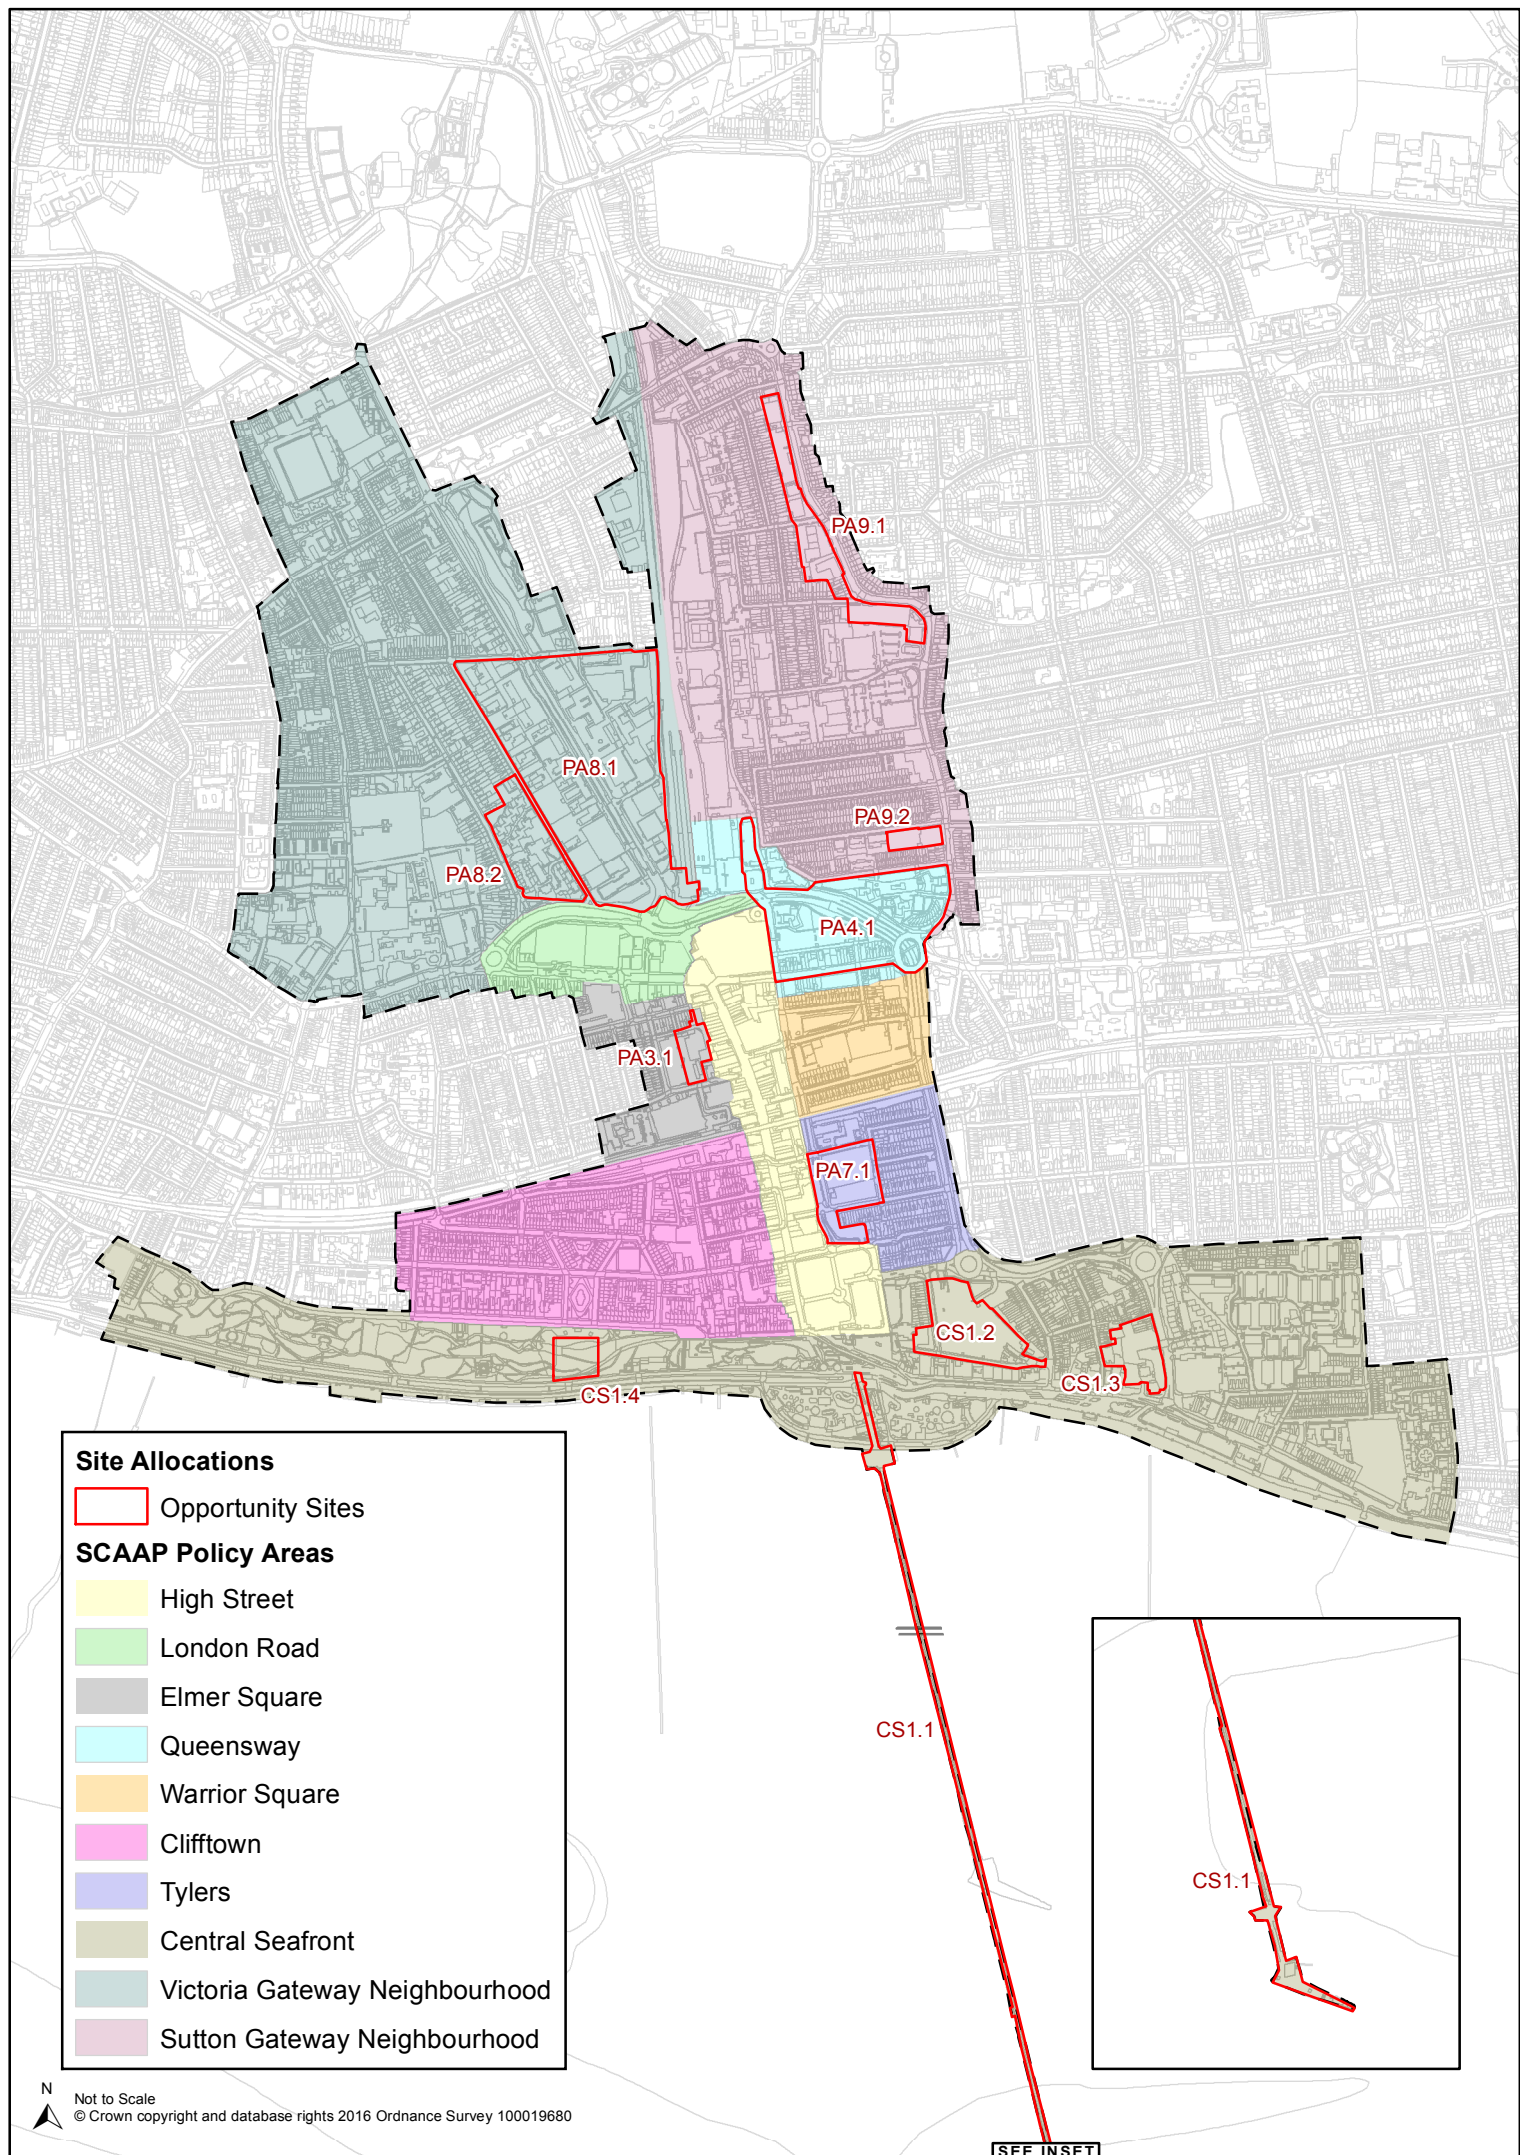 PA9.1
PA8.1
PA9.2
PA8.2
PA4.1
PA3.1
PA7.1
CS1.2
CS1.3
CS1.4
Site Allocations
Opportunity Sites
SCAAP Policy Areas
High Street
London Road
Elmer Square
Queensway
Warrior Square
Clifftown
Tylers
Central Seafront
Victoria Gateway Neighbourhood
Sutton Gateway Neighbourhood
CS1.1
CS1.1
N
Not to Scale
© Crown copyright and database rights 2016 Ordnance Survey 100019680
SEE INSET